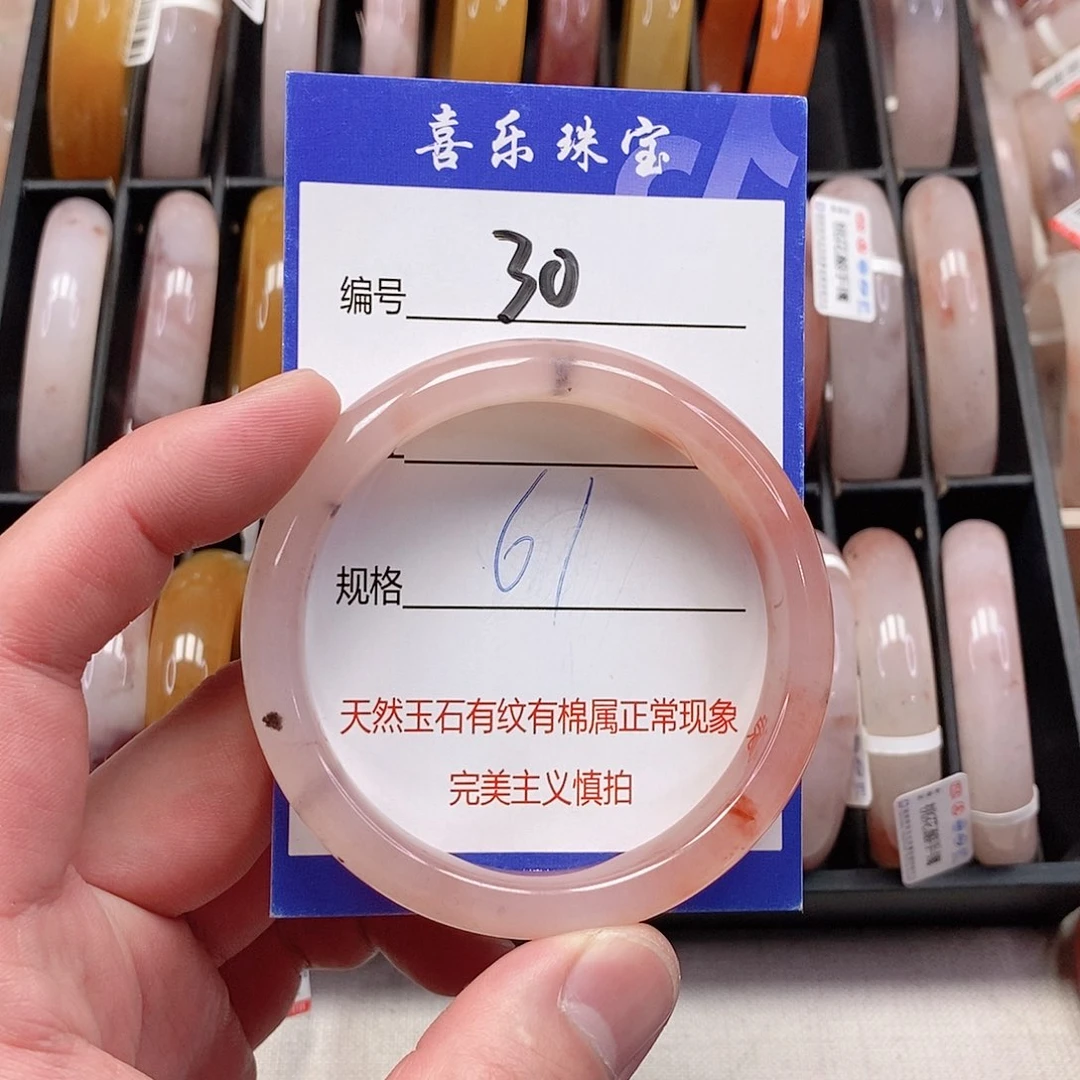 喜乐珠宝
编号 30
规格 61
天然玉石有纹有棉属正常现象
完美主义慎拍